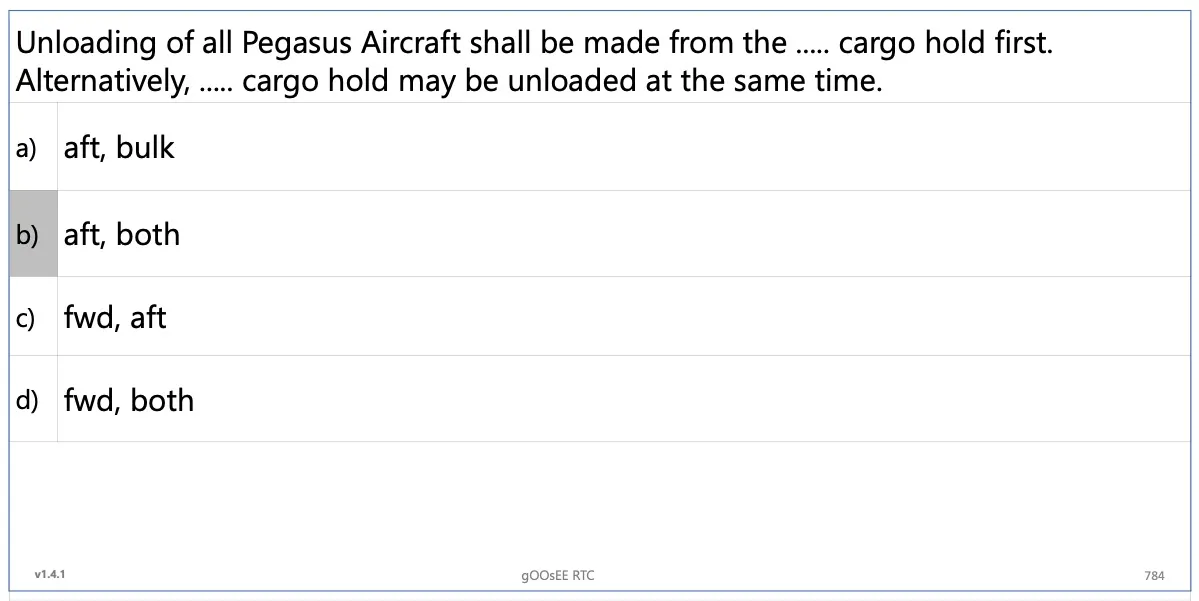 Unloading of all Pegasus Aircraft shall be made from the ..... cargo hold first.
Alternatively, ..... cargo hold may be unloaded at the same time.
a) aft, bulk
b) aft, both
c) fwd, aft
d) fwd, both
v1.4.1 gOOsEE RTC 784